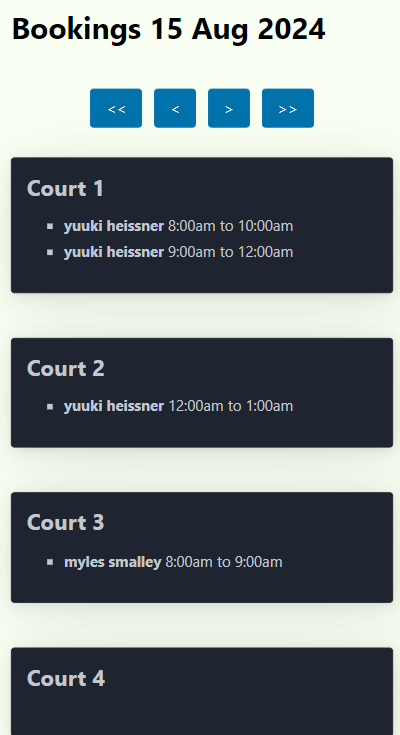 Bookings 15 Aug 2024
<< < > >>
Court 1
yuuki heissner 8:00am to 10:00am
yuuki heissner 9:00am to 12:00am
Court 2
yuuki heissner 12:00am to 1:00am
Court 3
myles smalley 8:00am to 9:00am
Court 4